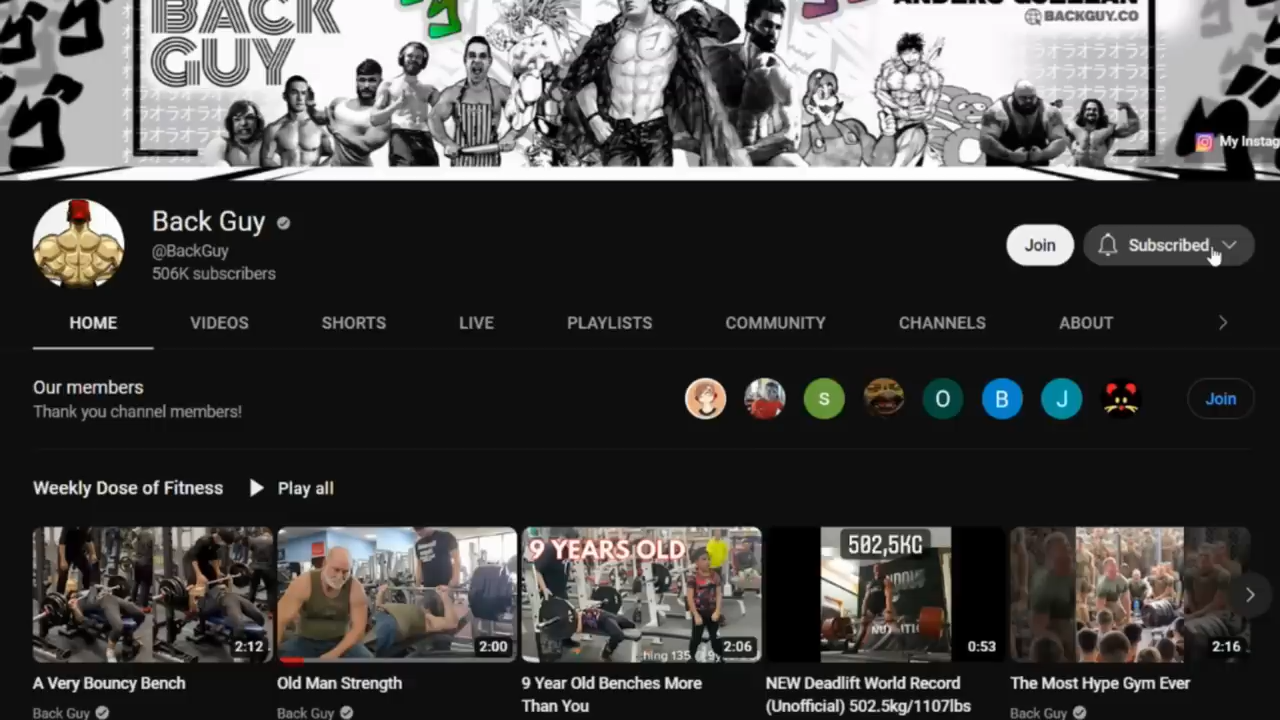 BACK
GUY
ANDERS
BACKGUY.CO
My Instag
Back Guy
@BackGuy
506K subscribers
Join
Subscribed
HOME
VIDEOS
SHORTS
LIVE
PLAYLISTS
COMMUNITY
CHANNELS
ABOUT
Our members
Thank you channel members!
S
O
B
J
Join
Weekly Dose of Fitness
Play all
2:12
2:00
9 YEARS OLD
2:06
502,5KG
0:53
2:16
A Very Bouncy Bench
Back Guy
Old Man Strength
Back Guy
9 Year Old Benches More
Than You
NEW Deadlift World Record
(Unofficial) 502.5kg/1107lbs
The Most Hype Gym Ever
Back Guy